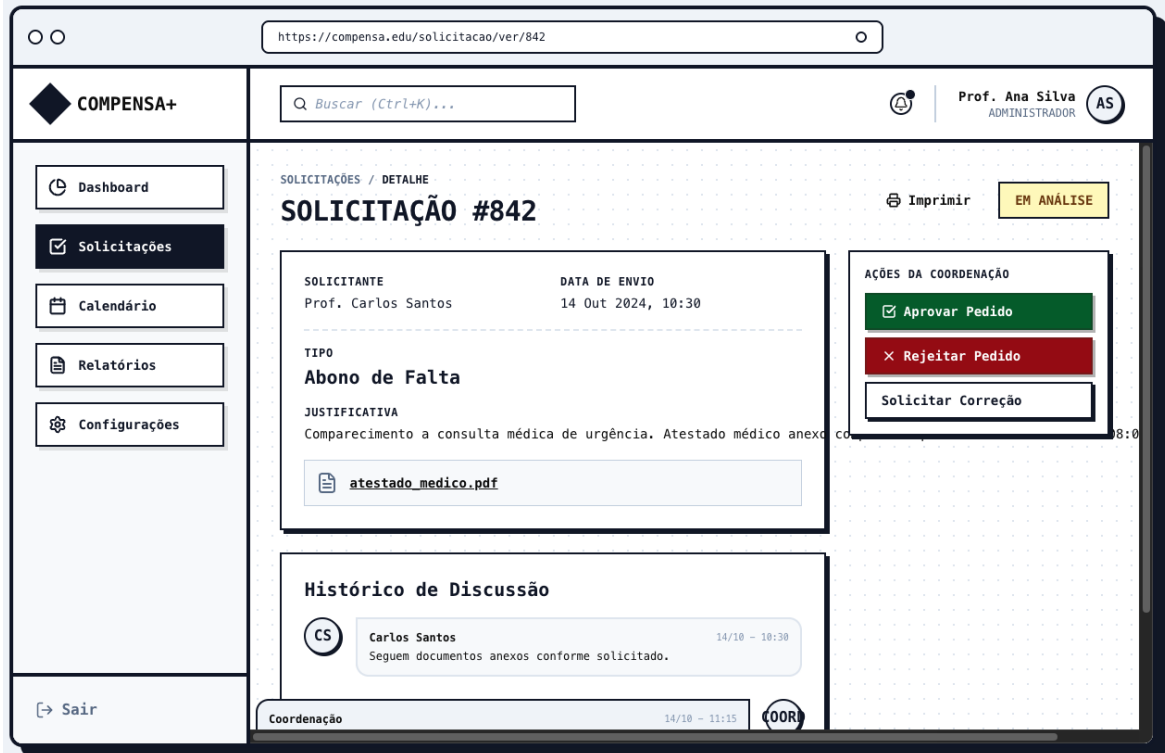 https://compensa.edu/solicitacao/ver/842
COMPENSA+
Buscar (Ctrl+K)...
Prof. Ana Silva
ADMINISTRADOR
AS
Dashboard
Solicitações
Calendário
Relatórios
Configurações
Sair
SOLICITAÇÕES / DETALHE
SOLICITAÇÃO #842
Imprimir
EM ANÁLISE
SOLICITANTE
Prof. Carlos Santos
DATA DE ENVIO
14 Out 2024, 10:30
TIPO
Abono de Falta
JUSTIFICATIVA
Comparecimento a consulta médica de urgência. Atestado médico anexo
atestado_medico.pdf
AÇÕES DA COORDENAÇÃO
Aprovar Pedido
Rejeitar Pedido
Solicitar Correção
Histórico de Discussão
CS
Carlos Santos
14/10 - 10:30
Seguem documentos anexos conforme solicitado.
Coordenação
14/10 - 11:15
COORD